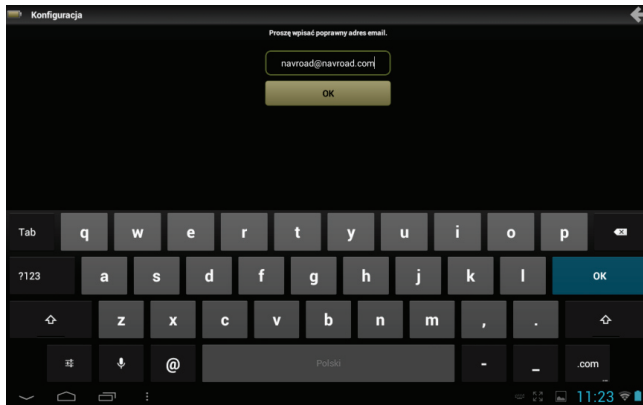 Konfiguracja
Proszę wpisać poprawny adres email.
navroad@navroad.com
OK
Tab q w e r t y u i o p
?123 a s d f g h j k l OK
z x c v b n m , .
@ Polski - _ .com
11:23